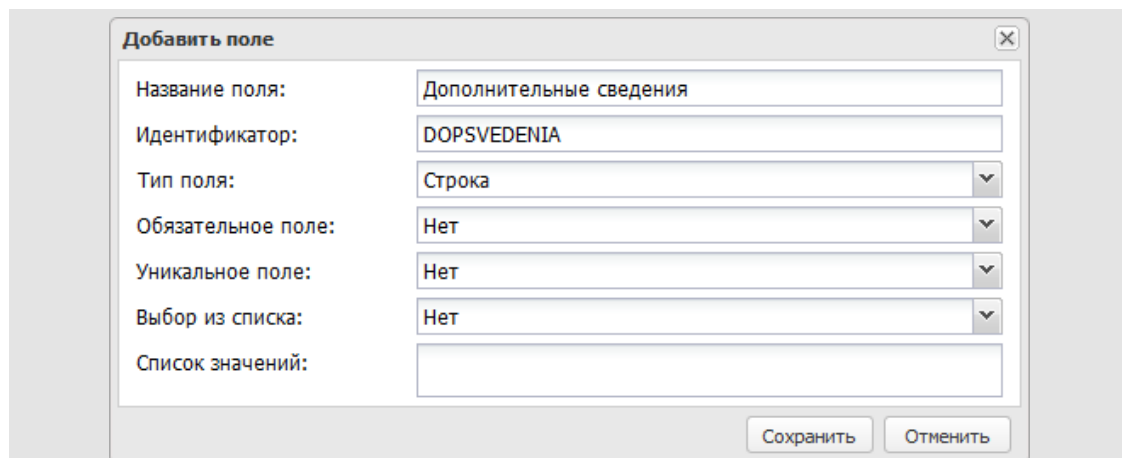 Добавить поле
Название поля: Дополнительные сведения
Идентификатор: DOPSVEDENIA
Тип поля: Строка
Обязательное поле: Нет
Уникальное поле: Нет
Выбор из списка: Нет
Список значений:
Сохранить Отменить